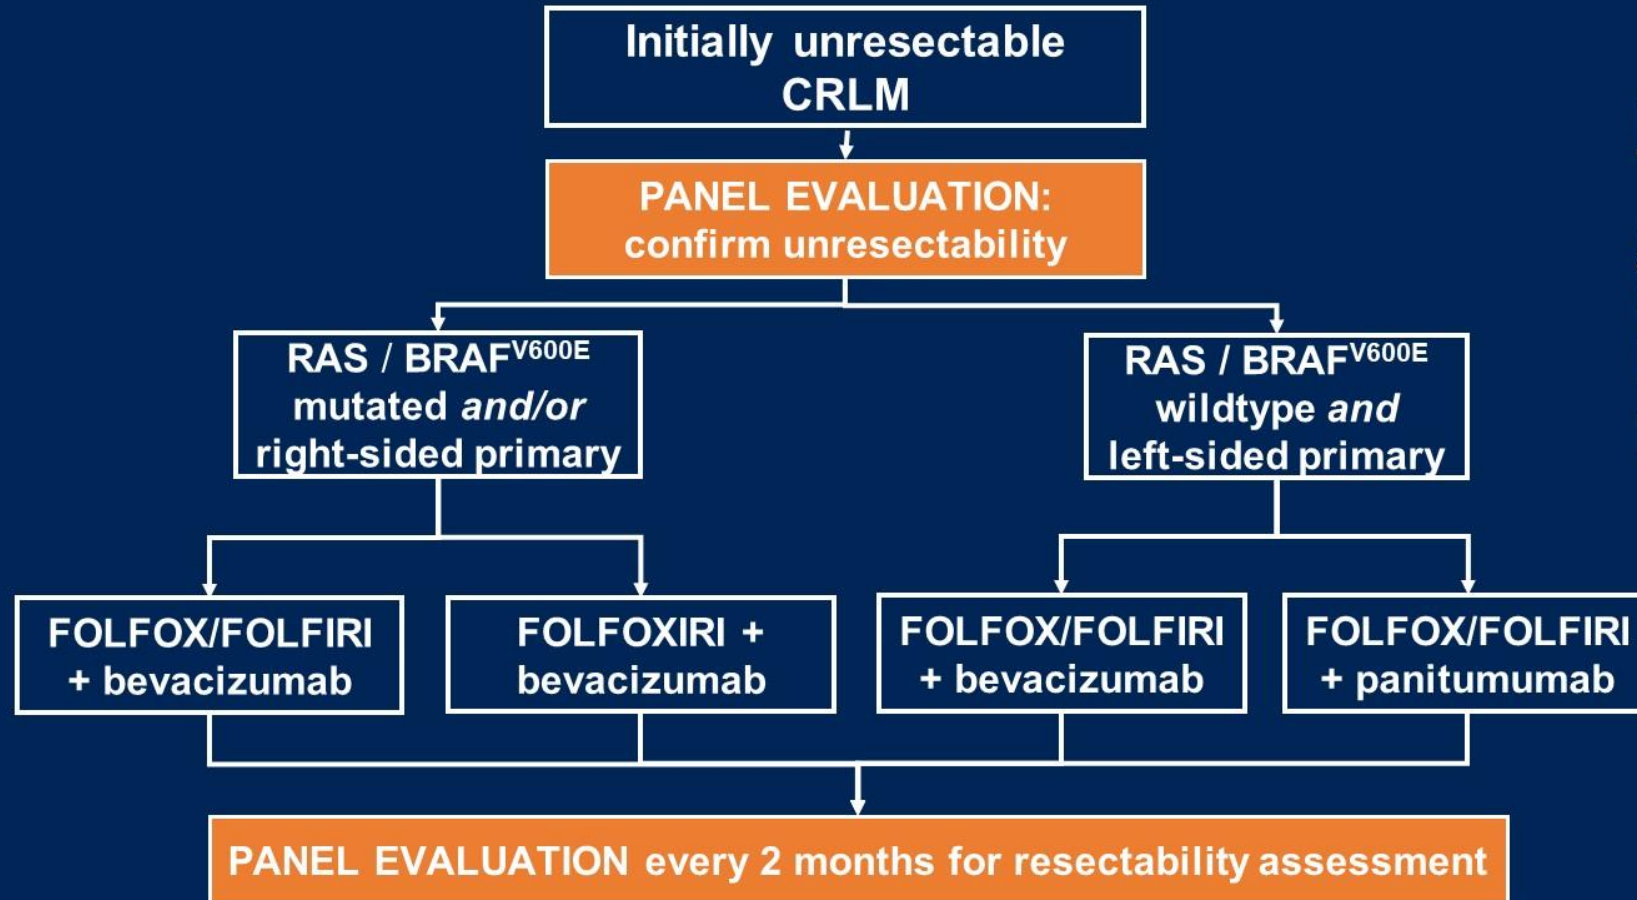 Initially unresectable
CRLM
PANEL EVALUATION:
confirm unresectability
RAS / BRAFV600E
mutated and/or
right-sided primary
RAS / BRAFV600E
wildtype and
left-sided primary
FOLFOX/FOLFIRI
+ bevacizumab
FOLFOXIRI +
bevacizumab
FOLFOX/FOLFIRI
+ bevacizumab
FOLFOX/FOLFIRI
+ panitumumab
PANEL EVALUATION every 2 months for resectability assessment